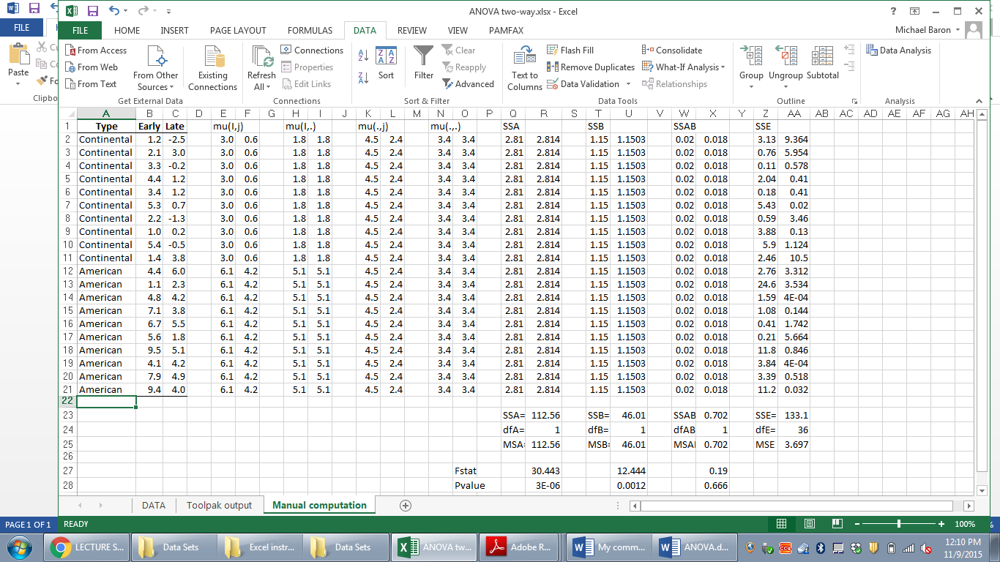 ANOVA two-way.xlsx - Excel
FILE HOME INSERT PAGE LAYOUT FORMULAS DATA REVIEW VIEW PAMFAX Michael Baron
FILE
Paste
Clipbo
From Access
From Web
From Text
From Other Sources
Existing Connections
Get External Data
Refresh All
Connections
Properties
Edit Links
Connections
Sort
Filter
Clear
Reapply
Advanced
Sort & Filter
Text to Columns
Flash Fill
Remove Duplicates
Data Validation
Consolidate
What-If Analysis
Relationships
Data Tools
Group Ungroup Subtotal
Outline
Data Analysis
Analysis
A B C D E F G H I J K L M N O P Q R S T U V W X Y Z AA AB AC AD AE AF AG AH
1 Type Early Late mu(I,j) mu(I,.) mu(.,j) mu(.,.) SSA SSB SSAB SSE
2 Continental 1.2 -2.5 3.0 0.6 1.8 1.8 4.5 2.4 3.4 3.4 2.81 2.814 1.15 1.1503 0.02 0.018 3.13 9.364
3 Continental 2.1 3.0 3.0 0.6 1.8 1.8 4.5 2.4 3.4 3.4 2.81 2.814 1.15 1.1503 0.02 0.018 0.76 5.954
4 Continental 3.3 -0.2 3.0 0.6 1.8 1.8 4.5 2.4 3.4 3.4 2.81 2.814 1.15 1.1503 0.02 0.018 0.11 0.578
5 Continental 4.4 1.2 3.0 0.6 1.8 1.8 4.5 2.4 3.4 3.4 2.81 2.814 1.15 1.1503 0.02 0.018 2.04 0.41
6 Continental 3.4 1.2 3.0 0.6 1.8 1.8 4.5 2.4 3.4 3.4 2.81 2.814 1.15 1.1503 0.02 0.018 0.18 0.41
7 Continental 5.3 0.7 3.0 0.6 1.8 1.8 4.5 2.4 3.4 3.4 2.81 2.814 1.15 1.1503 0.02 0.018 5.43 0.02
8 Continental 2.2 -1.3 3.0 0.6 1.8 1.8 4.5 2.4 3.4 3.4 2.81 2.814 1.15 1.1503 0.02 0.018 0.59 3.46
9 Continental 1.0 0.2 3.0 0.6 1.8 1.8 4.5 2.4 3.4 3.4 2.81 2.814 1.15 1.1503 0.02 0.018 3.88 0.13
10 Continental 5.4 -0.5 3.0 0.6 1.8 1.8 4.5 2.4 3.4 3.4 2.81 2.814 1.15 1.1503 0.02 0.018 5.9 1.124
11 Continental 1.4 3.8 3.0 0.6 1.8 1.8 4.5 2.4 3.4 3.4 2.81 2.814 1.15 1.1503 0.02 0.018 2.46 10.5
12 American 4.4 6.0 6.1 4.2 5.1 5.1 4.5 2.4 3.4 3.4 2.81 2.814 1.15 1.1503 0.02 0.018 2.76 3.312
13 American 1.1 2.3 6.1 4.2 5.1 5.1 4.5 2.4 3.4 3.4 2.81 2.814 1.15 1.1503 0.02 0.018 24.6 3.534
14 American 4.8 4.2 6.1 4.2 5.1 5.1 4.5 2.4 3.4 3.4 2.81 2.814 1.15 1.1503 0.02 0.018 1.59 4E-04
15 American 7.1 3.8 6.1 4.2 5.1 5.1 4.5 2.4 3.4 3.4 2.81 2.814 1.15 1.1503 0.02 0.018 1.08 0.144
16 American 6.7 5.5 6.1 4.2 5.1 5.1 4.5 2.4 3.4 3.4 2.81 2.814 1.15 1.1503 0.02 0.018 0.41 1.742
17 American 5.6 1.8 6.1 4.2 5.1 5.1 4.5 2.4 3.4 3.4 2.81 2.814 1.15 1.1503 0.02 0.018 0.21 5.664
18 American 9.5 5.1 6.1 4.2 5.1 5.1 4.5 2.4 3.4 3.4 2.81 2.814 1.15 1.1503 0.02 0.018 11.8 0.846
19 American 4.1 4.2 6.1 4.2 5.1 5.1 4.5 2.4 3.4 3.4 2.81 2.814 1.15 1.1503 0.02 0.018 3.84 4E-04
20 American 7.9 4.9 6.1 4.2 5.1 5.1 4.5 2.4 3.4 3.4 2.81 2.814 1.15 1.1503 0.02 0.018 3.39 0.518
21 American 9.4 4.0 6.1 4.2 5.1 5.1 4.5 2.4 3.4 3.4 2.81 2.814 1.15 1.1503 0.02 0.018 11.2 0.032
22
23 SSA= 112.56 SSB= 46.01 SSAB 0.702 SSE= 133.1
24 dfA= 1 dfB= 1 dfAB 1 dfE= 36
25 MSA= 112.56 MSB= 46.01 MSAI 0.702 MSE 3.697
26
27 Fstat 30.443 12.444 0.19
28 Pvalue 3E-06 0.0012 0.666
DATA Toolpak output Manual computation
PAGE 1 OF 1 READY 100%
LECTURE S... Data Sets Excel instr... Data Sets ANOVA tw... Adobe R... My comm... ANOVA.d... 12:10 PM
11/9/2015